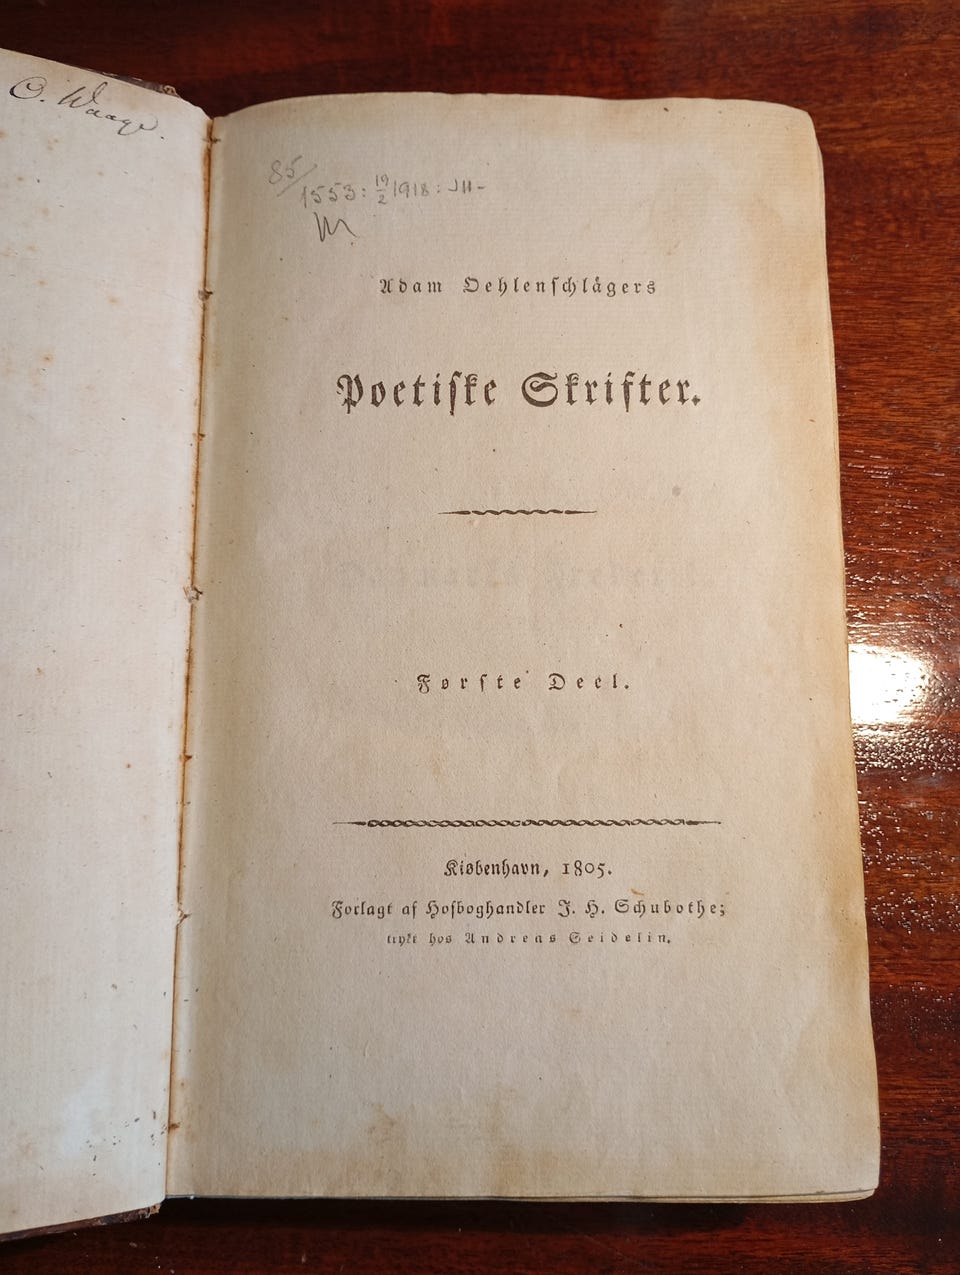 O. Waage.
85/
1553: 19/2 1918: J11-
Adam Oehlenschlägers
Poetiske Skrifter.
Første Deel.
Kiøbenhavn, 1805.
Forlagt af Hofboghandler J. H. Schubothe;
trykt hos Andreas Seidelin.